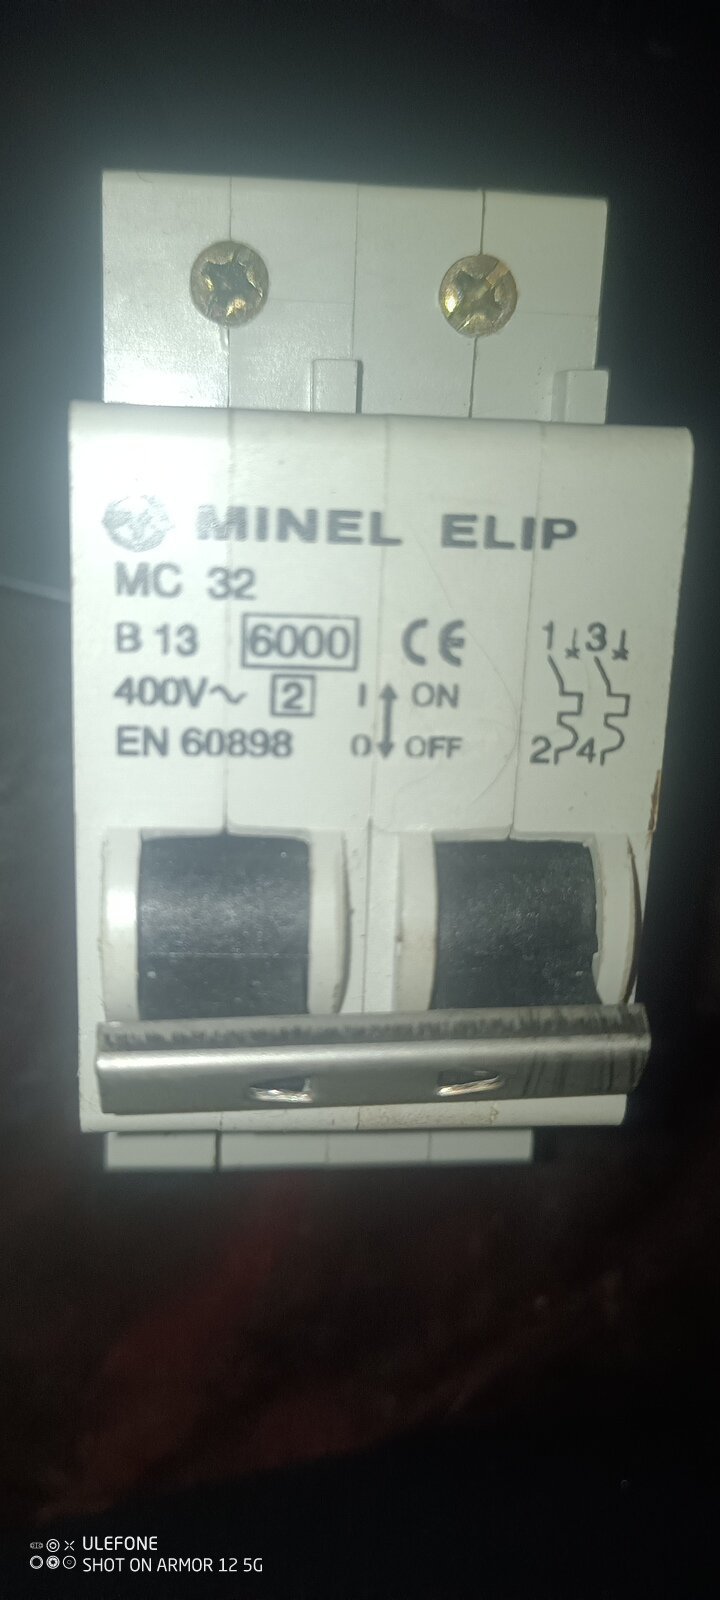 MINEL ELIP
MC 32
B 13 6000 CE
400V~ 2 I ON
EN 60898 0 OFF
1 3
2 4
ULEFONE
SHOT ON ARMOR 12 5G